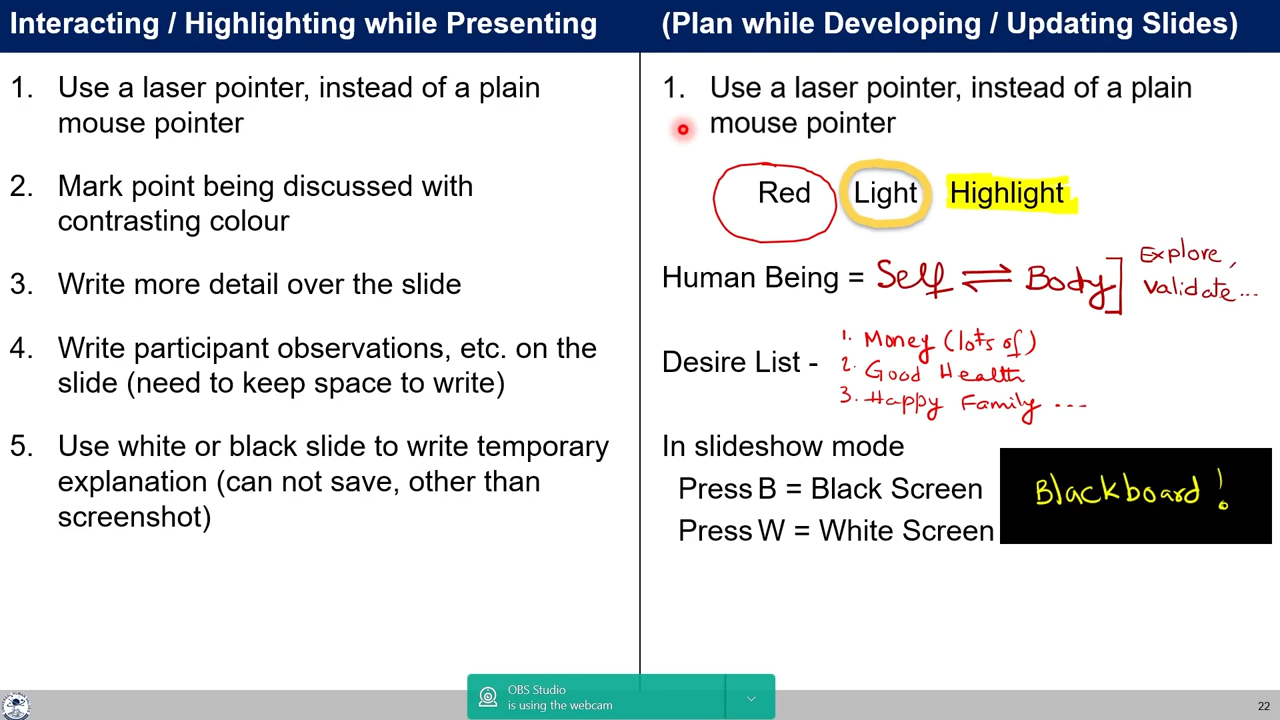 Interacting / Highlighting while Presenting
1. Use a laser pointer, instead of a plain
mouse pointer
2. Mark point being discussed with
contrasting colour
3. Write more detail over the slide
4. Write participant observations, etc. on the
slide (need to keep space to write)
5. Use white or black slide to write temporary
explanation (can not save, other than
screenshot)
(Plan while Developing / Updating Slides)
1. Use a laser pointer, instead of a plain
mouse pointer
Red Light Highlight
Human Being = Self ⇌ Body]
Explore,
validate...
Desire List -
1. Money (lots of)
2. Good Health
3. Happy Family ...
In slideshow mode
Press B = Black Screen
Press W = White Screen
Blackboard!
OBS Studio
is using the webcam
22